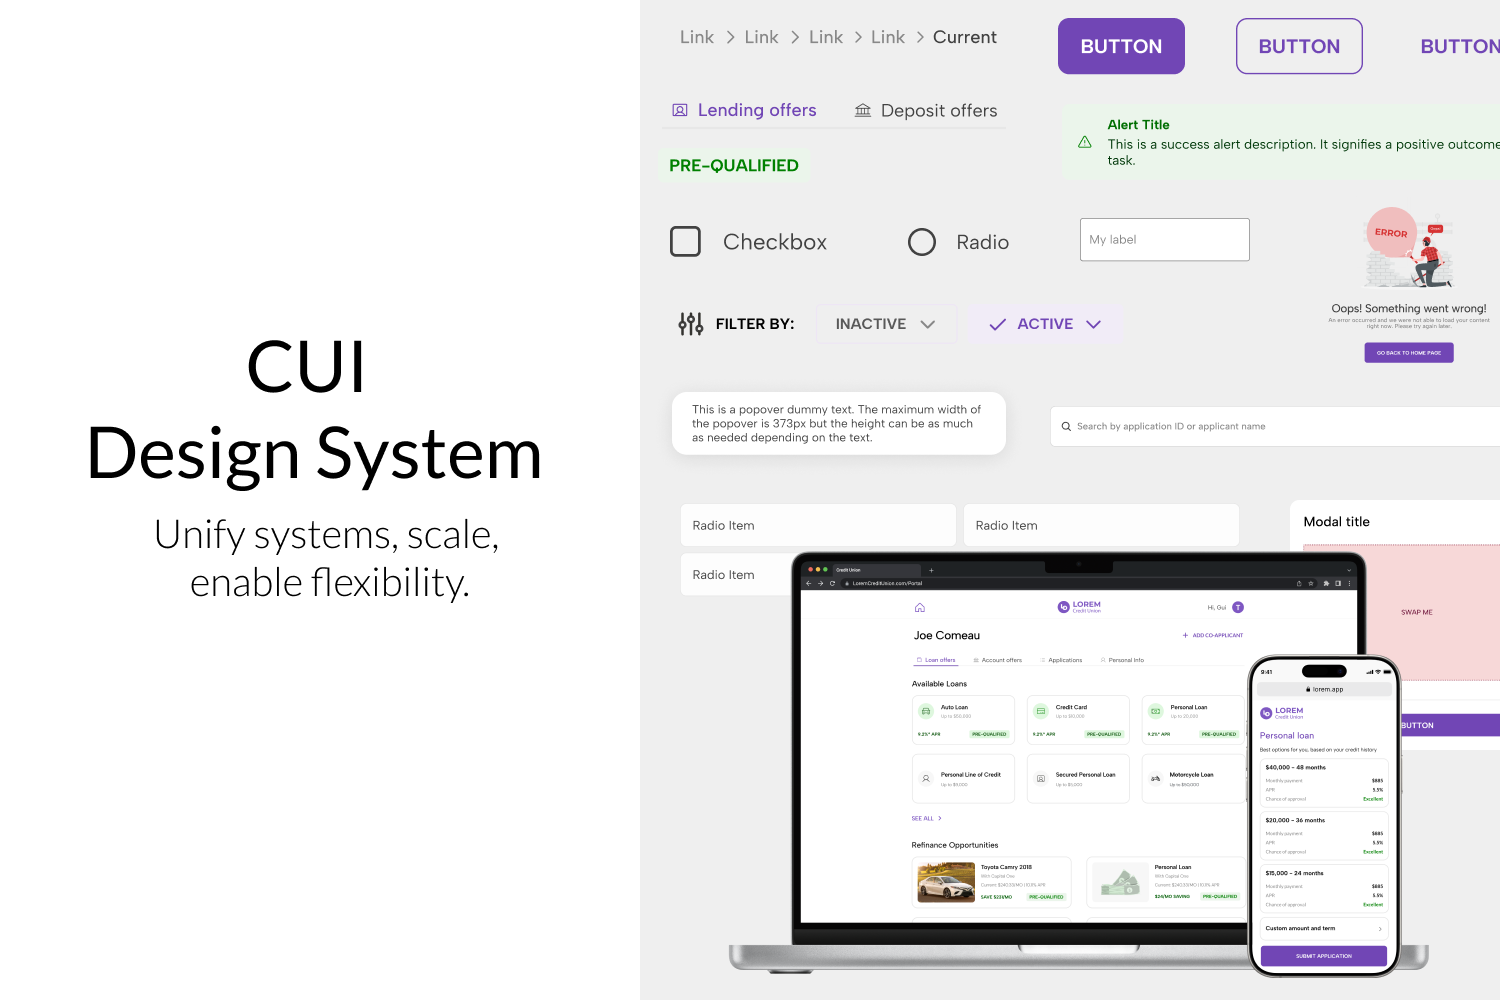 CUI
Design System
Unify systems, scale,
enable flexibility.
Link > Link > Link > Link > Current
BUTTON
BUTTON
BUTTON
Lending offers
Deposit offers
Alert Title
This is a success alert description. It signifies a positive outcome
task.
PRE-QUALIFIED
Checkbox
Radio
My label
ERROR
Oops! Something went wrong!
An error occurred and we were not able to load your content
right now. Please try again later.
GO BACK TO HOME PAGE
FILTER BY:
INACTIVE
ACTIVE
This is a popover dummy text. The maximum width of
the popover is 373px but the height can be as much
as needed depending on the text.
Search by application ID or applicant name
Radio Item
Radio Item
Radio Item
Modal title
SWAP ME
BUTTON
Credit Union
LoremCreditUnion.com/Portal
LO LOREM
Credit Union
Hi, Gui
T
Joe Comeau
+ ADD CO-APPLICANT
Loan offers
Account offers
Applications
Personal Info
Available Loans
Auto Loan
Up to $50,000
9.2%* APR
PRE-QUALIFIED
Credit Card
Up to $10,000
9.2%* APR
PRE-QUALIFIED
Personal Loan
Up to 20,000
9.2%* APR
PRE-QUALIFIED
Personal Line of Credit
Up to $5,000
Secured Personal Loan
Up to $5,000
Motorcycle Loan
Up to $50,000
SEE ALL >
Refinance Opportunities
Toyota Camry 2018
With Capital One
SAVE $231/MO
PRE-QUALIFIED
Personal Loan
With Capital One
$24/MO SAVING
PRE-QUALIFIED
9:41
lorem.app
LO LOREM
Credit Union
Personal loan
Best options for you, based on your credit history
$40,000 - 48 months
Monthly payment $885
APR 5.5%
Chance of approval Excellent
$20,000 - 36 months
Monthly payment $885
APR 5.5%
Chance of approval Excellent
$15,000 - 24 months
Monthly payment $885
APR 5.5%
Chance of approval Excellent
Custom amount and term >
SUBMIT APPLICATION